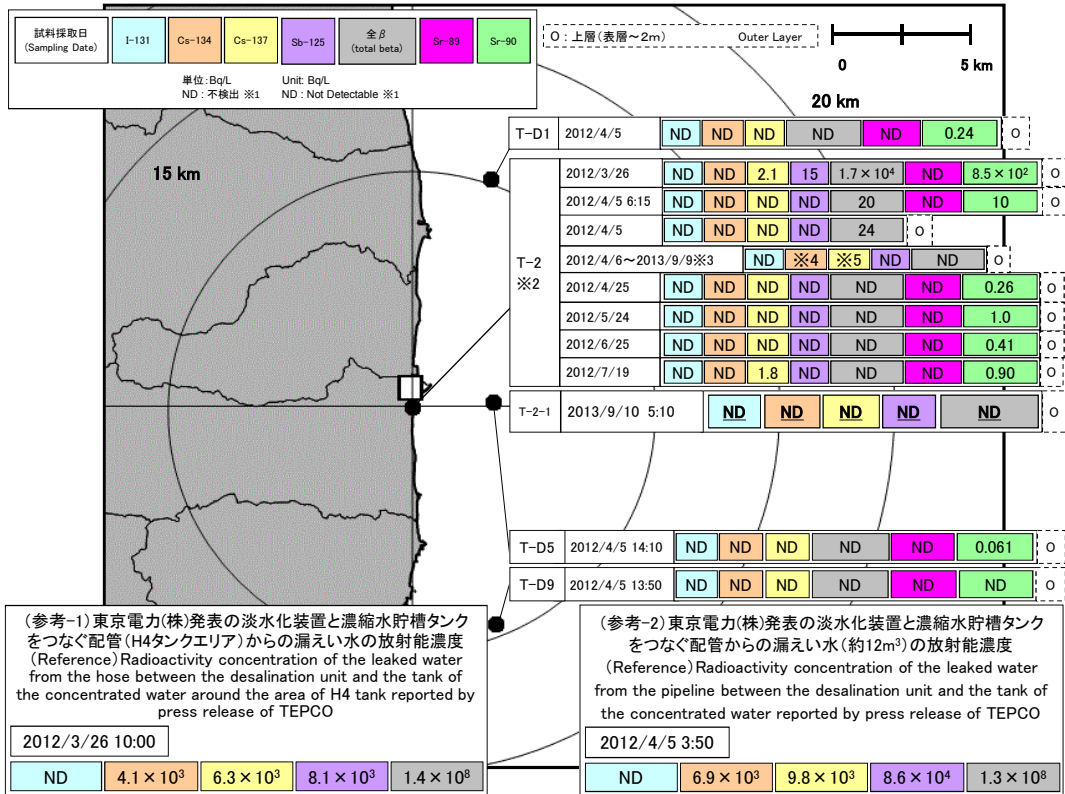 試料採取日
(Sampling Date)
I-131
Cs-134
Cs-137
Sb-125
全β
(total beta)
Sr-89
Sr-90
単位:Bq/L
Unit: Bq/L
ND : 不検出 ※1
ND : Not Detectable ※1
O : 上層(表層~2m)
Outer Layer
0
5 km
20 km
15 km
T-D1 2012/4/5 ND ND ND ND ND 0.24 O
T-2
※2
2012/3/26 ND ND 2.1 15 1.7×10⁴ ND 8.5×10² O
2012/4/5 6:15 ND ND ND ND 20 ND 10 O
2012/4/5 ND ND ND ND 24 O
2012/4/6~2013/9/9※3 ND ※4 ※5 ND ND O
2012/4/25 ND ND ND ND ND ND 0.26 O
2012/5/24 ND ND ND ND ND ND 1.0 O
2012/6/25 ND ND ND ND ND ND 0.41 O
2012/7/19 ND ND 1.8 ND ND ND 0.90 O
T-2-1 2013/9/10 5:10 ND ND ND ND ND O
T-D5 2012/4/5 14:10 ND ND ND ND ND 0.061 O
T-D9 2012/4/5 13:50 ND ND ND ND ND ND O
(参考-1)東京電力(株)発表の淡水化装置と濃縮水貯槽タンク
をつなぐ配管(H4タンクエリア)からの漏えい水の放射能濃度
(Reference)Radioactivity concentration of the leaked water
from the hose between the desalination unit and the tank of
the concentrated water around the area of H4 tank reported by
press release of TEPCO
2012/3/26 10:00
ND 4.1×10³ 6.3×10³ 8.1×10³ 1.4×10⁸
(参考-2)東京電力(株)発表の淡水化装置と濃縮水貯槽タンク
をつなぐ配管からの漏えい水(約12m³)の放射能濃度
(Reference)Radioactivity concentration of the leaked water
from the pipeline between the desalination unit and the tank of
the concentrated water reported by press release of TEPCO
2012/4/5 3:50
ND 6.9×10³ 9.8×10³ 8.6×10⁴ 1.3×10⁸